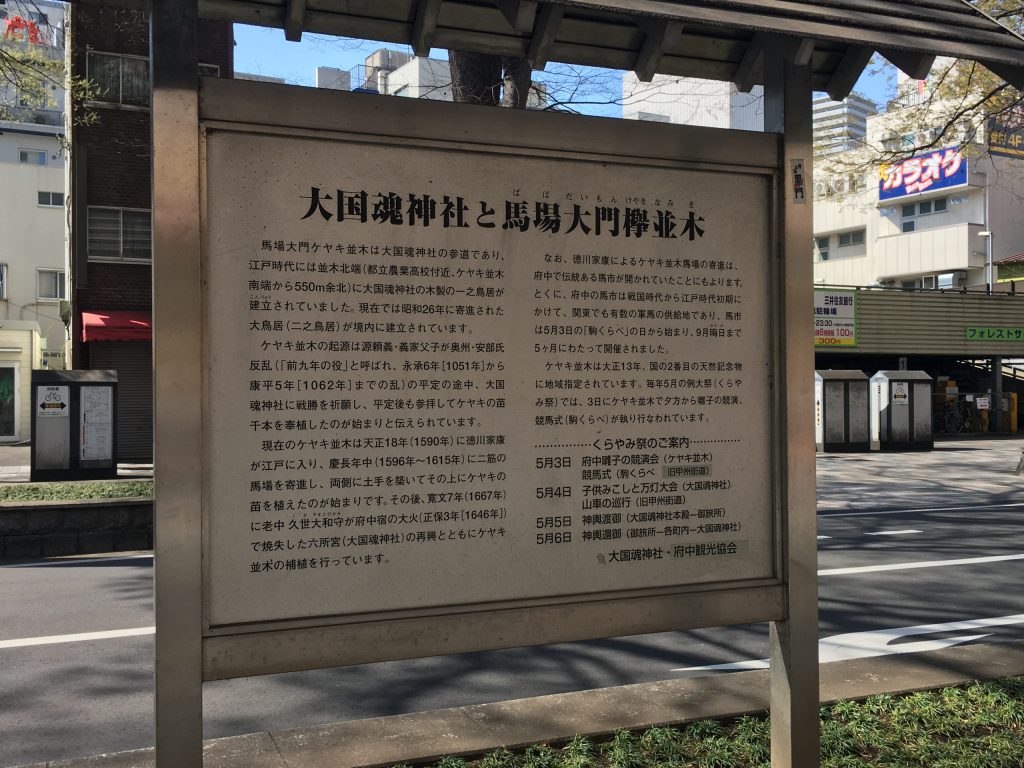 大国魂神社と馬場大門欅並木
ばばだいもんけやきなみき
馬場大門ケヤキ並木は大国魂神社の参道であり、
江戸時代には並木北端(都立農業高校付近、ケヤキ並木
南端から550m余北)に大国魂神社の木製の一之鳥居が
建立されていました。現在では昭和26年に寄進された
大鳥居(二之鳥居)が境内に建立されています。
ケヤキ並木の起源は源頼義・義家父子が奥州・安部氏
反乱(「前九年の役」と呼ばれ、永承6年[1051年]から
康平5年[1062年]までの乱)の平定の途中、大国
魂神社に戦勝を祈願し、平定後も参拝してケヤキの苗
千本を奉植したのが始まりと伝えられています。
現在のケヤキ並木は天正18年(1590年)に徳川家康
が江戸に入り、慶長年中(1596年〜1615年)に二筋の
馬場を寄進し、両側に土手を築いてその上にケヤキの
苗を植えたのが始まりです。その後、寛文7年(1667年)
に老中 久世大和守が府中宿の大火(正保3年[1646年])
で焼失した六所宮(大国魂神社)の再興とともにケヤキ
並木の補植を行っています。
なお、徳川家康によるケヤキ並木馬場の寄進は、
府中で伝統ある馬市が開かれていたことにもよります。
とくに、府中の馬市は戦国時代から江戸時代初期に
かけて、関東でも有数の軍馬の供給地であり、馬市
は5月3日の「駒くらべ」の日から始まり、9月晦日まで
5ヶ月にわたって開催されました。
ケヤキ並木は大正13年、国の2番目の天然記念物
に地域指定されています。毎年5月の例大祭(くらや
み祭)では、3日にケヤキ並木で夕方から囃子の競演、
競馬式(駒くらべ)が執り行なわれています。
くらやみ祭のご案内
5月3日 府中囃子の競演会(ケヤキ並木)
競馬式(駒くらべ 旧甲州街道)
5月4日 子供みこしと万灯大会(大国魂神社)
山車の巡行(旧甲州街道)
5月5日 神輿渡御(大国魂神社本殿―御旅所)
5月6日 神輿還御(御旅所―各町内―大国魂神社)
大国魂神社・府中観光協会
カラオケ
受付4F
三井住友銀行
駐輪場
23:30
100円
300円
フォレストサ